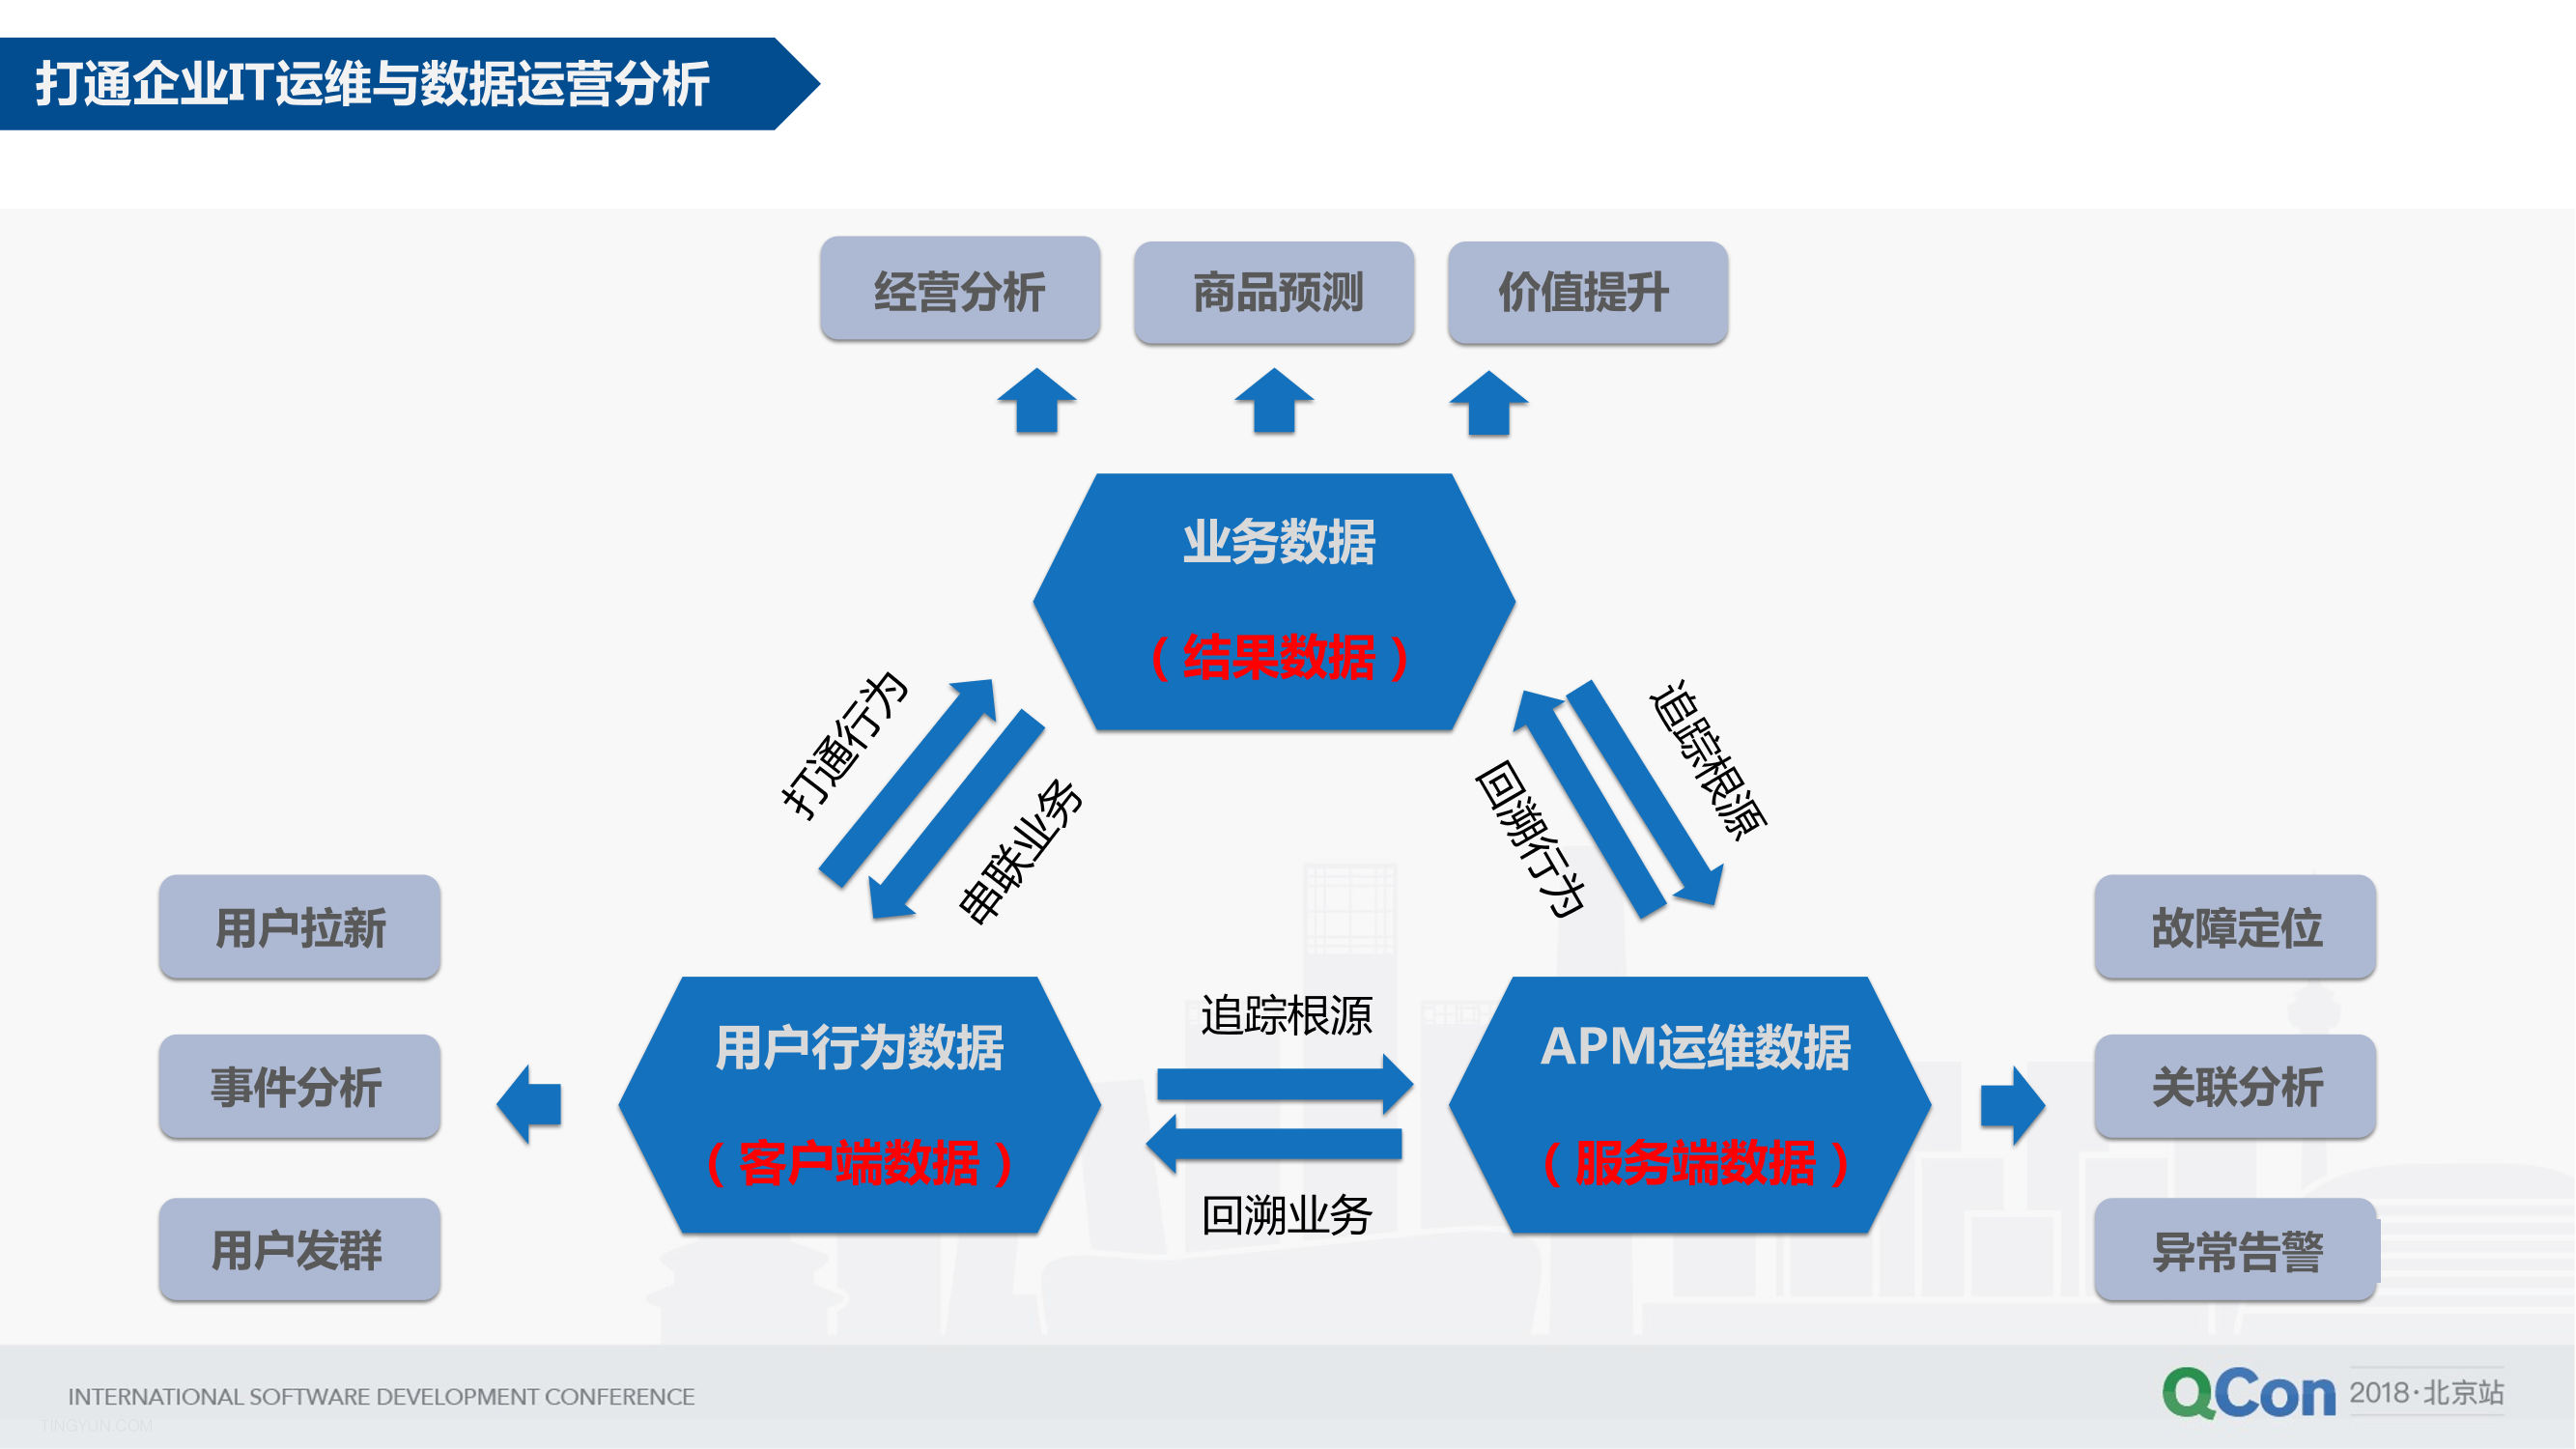 打通企业IT运维与数据运营分析
经营分析
商品预测
价值提升
业务数据
（结果数据）
打通行为
串联业务
追踪根源
回溯行为
用户拉新
事件分析
用户发群
用户行为数据
（客户端数据）
追踪根源
回溯业务
APM运维数据
（服务端数据）
故障定位
关联分析
异常告警
INTERNATIONAL SOFTWARE DEVELOPMENT CONFERENCE
TINGYUN.COM
QCon 2018·北京站